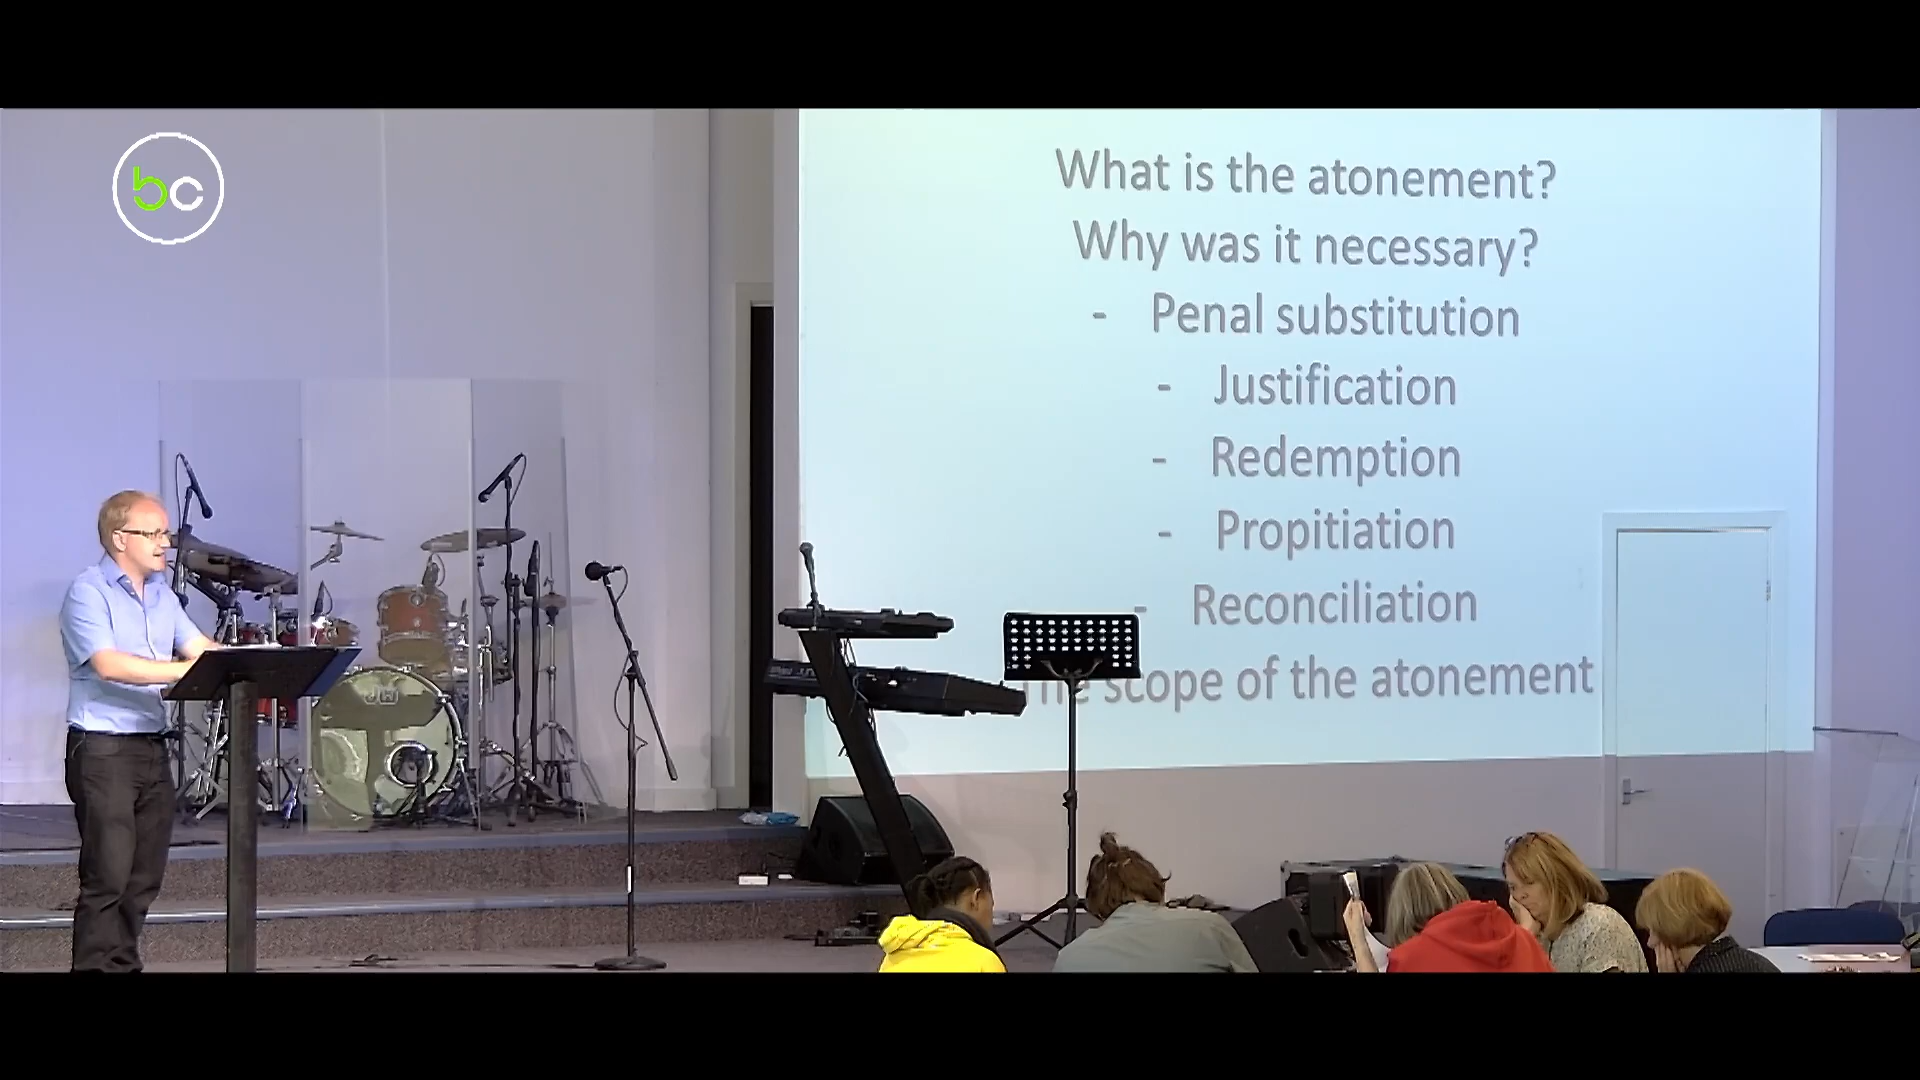 bc
What is the atonement?
Why was it necessary?
- Penal substitution
- Justification
- Redemption
- Propitiation
- Reconciliation
The scope of the atonement